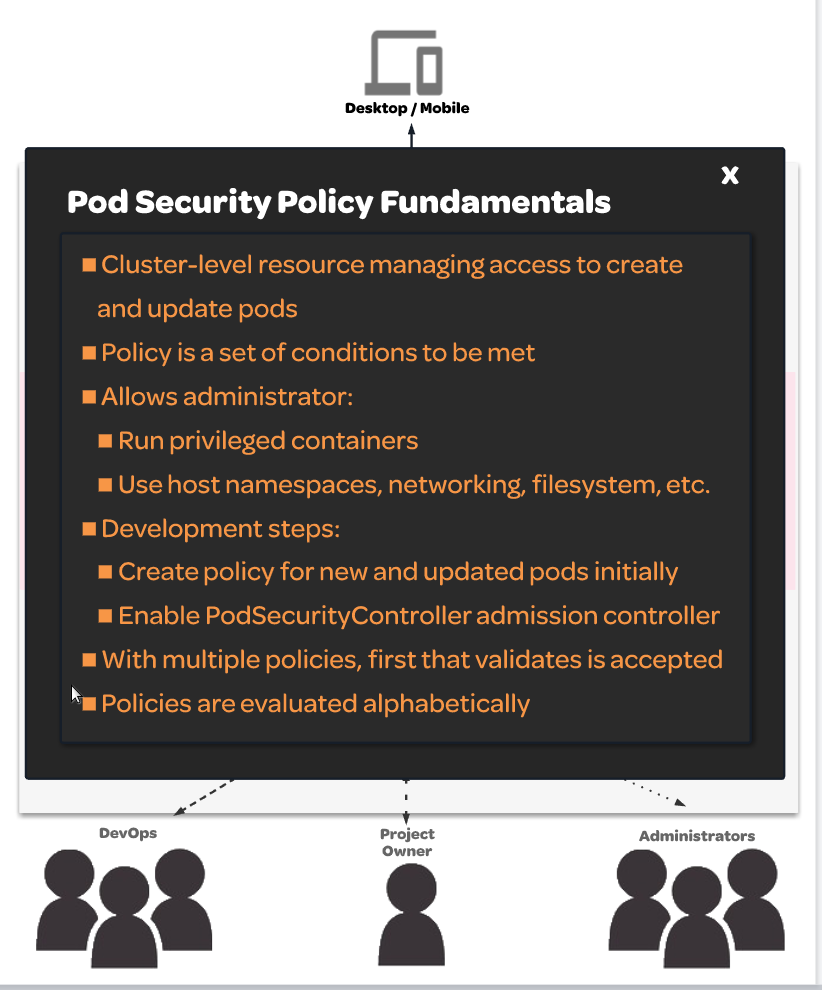 Desktop / Mobile
X
Pod Security Policy Fundamentals
Cluster-level resource managing access to create
and update pods
Policy is a set of conditions to be met
Allows administrator:
Run privileged containers
Use host namespaces, networking, filesystem, etc.
Development steps:
Create policy for new and updated pods initially
Enable PodSecurityController admission controller
With multiple policies, first that validates is accepted
Policies are evaluated alphabetically
DevOps
Project
Owner
Administrators